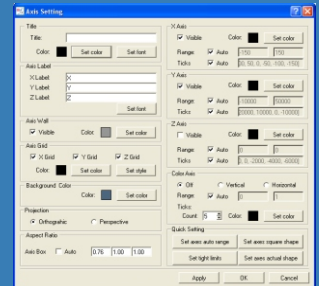 Axis Setting
Title
Title:
Color: Set color Set font
Axis Label
X Label X
Y Label Y
Z Label Z
Set font
Axis Wall
Visible Color: Set color
Axis Grid
X Grid Y Grid Z Grid
Color: Set color Set style
Background Color
Color: Set color
Projection
Orthographic Perspective
Aspect Ratio
Axis Box Auto 0.76 1.00 1.00
X Axis
Visible Color: Set color
Range: Auto -150 150
Ticks: Auto
Y Axis
Visible Color: Set color
Range: Auto 50000
Ticks: Auto
Z Axis
Visible Color: Set color
Range: Auto
Ticks: Auto
Color Axis
Off Vertical Horizontal
Range: Auto 0 1
Ticks:
Count: 5 Color: Set color
Quick Setting
Set axes auto range Set axes square shape
Set tight limits Set axes actual shape
Apply OK Cancel